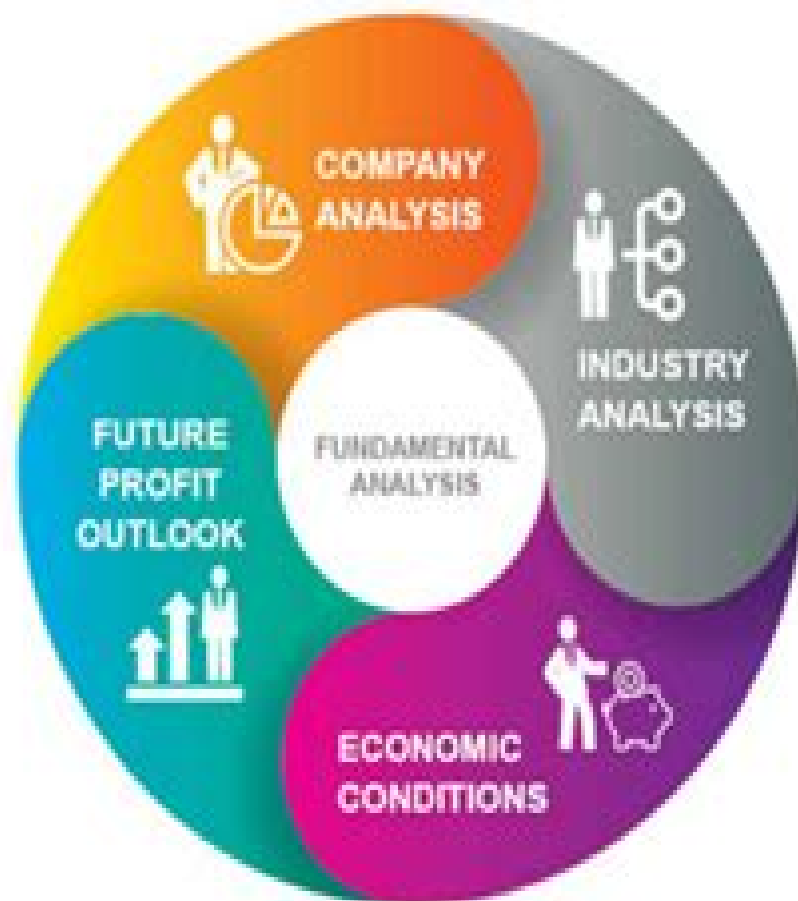 COMPANY
ANALYSIS
INDUSTRY
ANALYSIS
FUNDAMENTAL
ANALYSIS
FUTURE
PROFIT
OUTLOOK
ECONOMIC
CONDITIONS